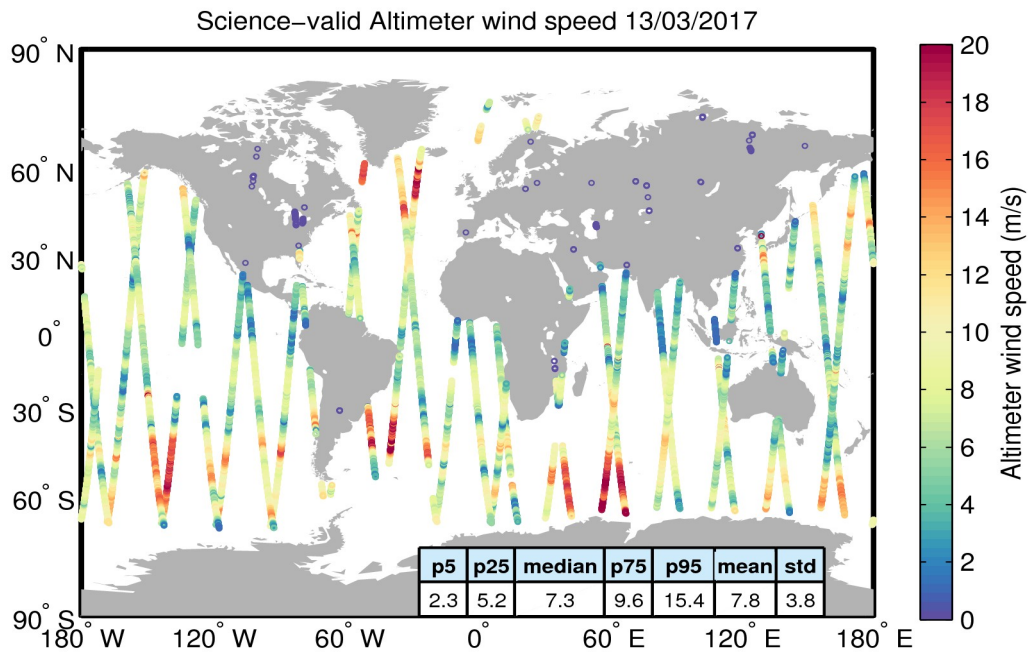 Science−valid Altimeter wind speed 13/03/2017
90° N
60° N
30° N
0°
30° S
60° S
90° S
180° W
120° W
60° W
0°
60° E
120° E
180° E
p5 p25 median p75 p95 mean std
2.3 5.2 7.3 9.6 15.4 7.8 3.8
20
18
16
14
12
10
8
6
4
2
0
Altimeter wind speed (m/s)